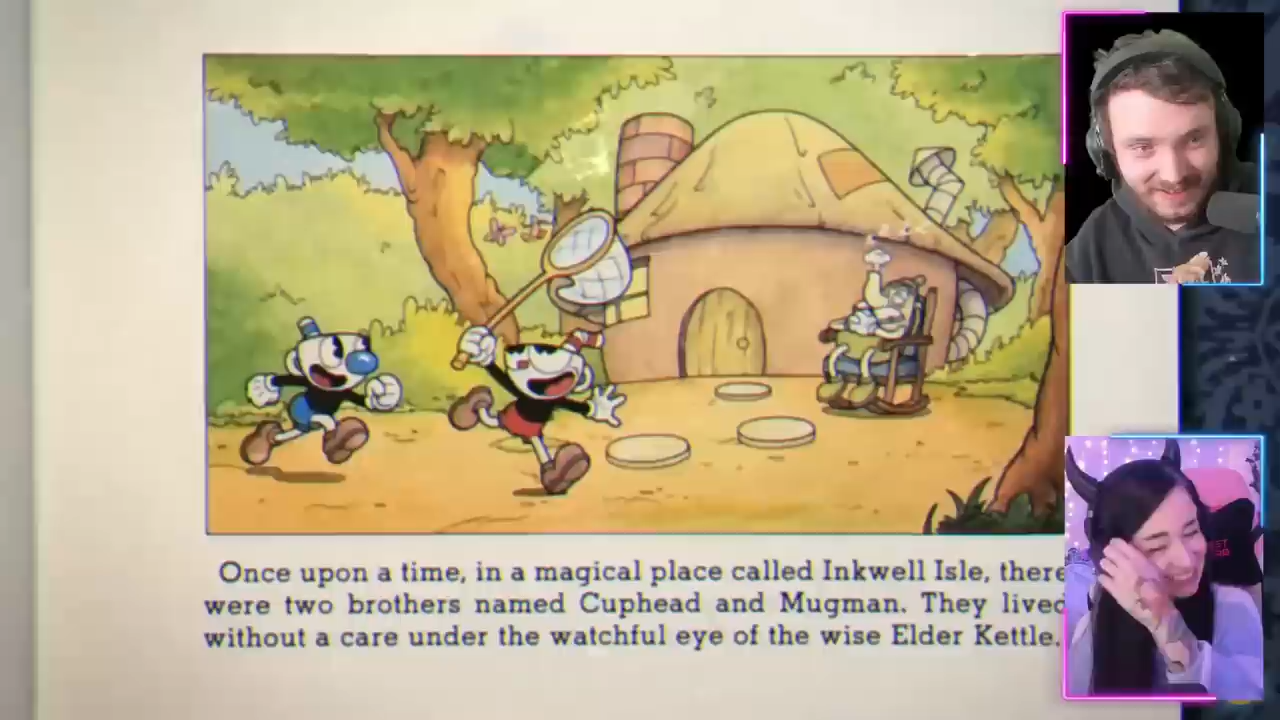 Once upon a time, in a magical place called Inkwell Isle, there
were two brothers named Cuphead and Mugman. They lived
without a care under the watchful eye of the wise Elder Kettle.